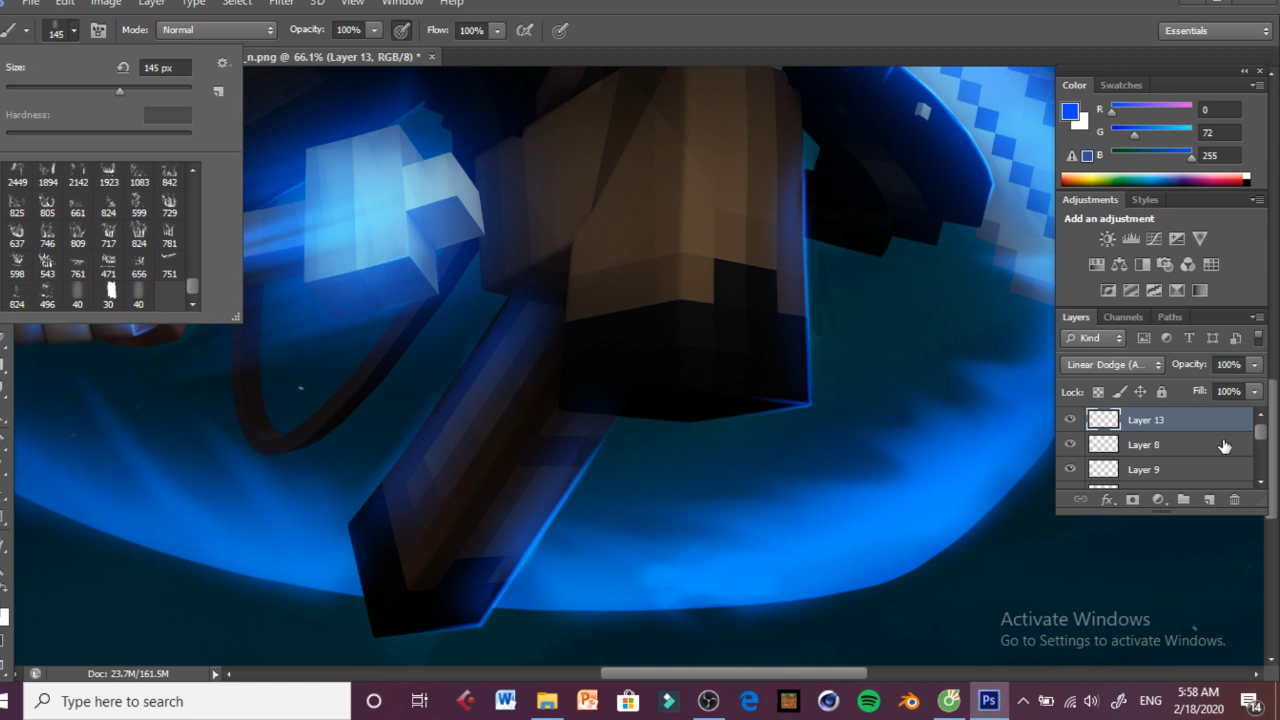 File Edit Image Layer Type Select Filter 3D View Window Help
145 Mode: Normal Opacity: 100% Flow: 100% Essentials
_n.png @ 66.1% (Layer 13, RGB/8) * ×
Size: 145 px
Hardness:
2449 1894 2142 1923 1083 842
825 805 661 824 599 729
637 746 809 717 824 781
598 543 761 471 656 751
824 496 40 30 40
Color Swatches
R 0
G 72
B 255
Adjustments Styles
Add an adjustment
Layers Channels Paths
Kind
Linear Dodge (A... Opacity: 100%
Lock: Fill: 100%
Layer 13
Layer 8
Layer 9
Activate Windows
Go to Settings to activate Windows.
Doc: 23.7M/161.5M
Type here to search
ENG
5:58 AM
2/18/2020
14